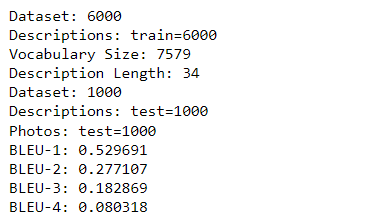 Dataset: 6000
Descriptions: train=6000
Vocabulary Size: 7579
Description Length: 34
Dataset: 1000
Descriptions: test=1000
Photos: test=1000
BLEU-1: 0.529691
BLEU-2: 0.277107
BLEU-3: 0.182869
BLEU-4: 0.080318